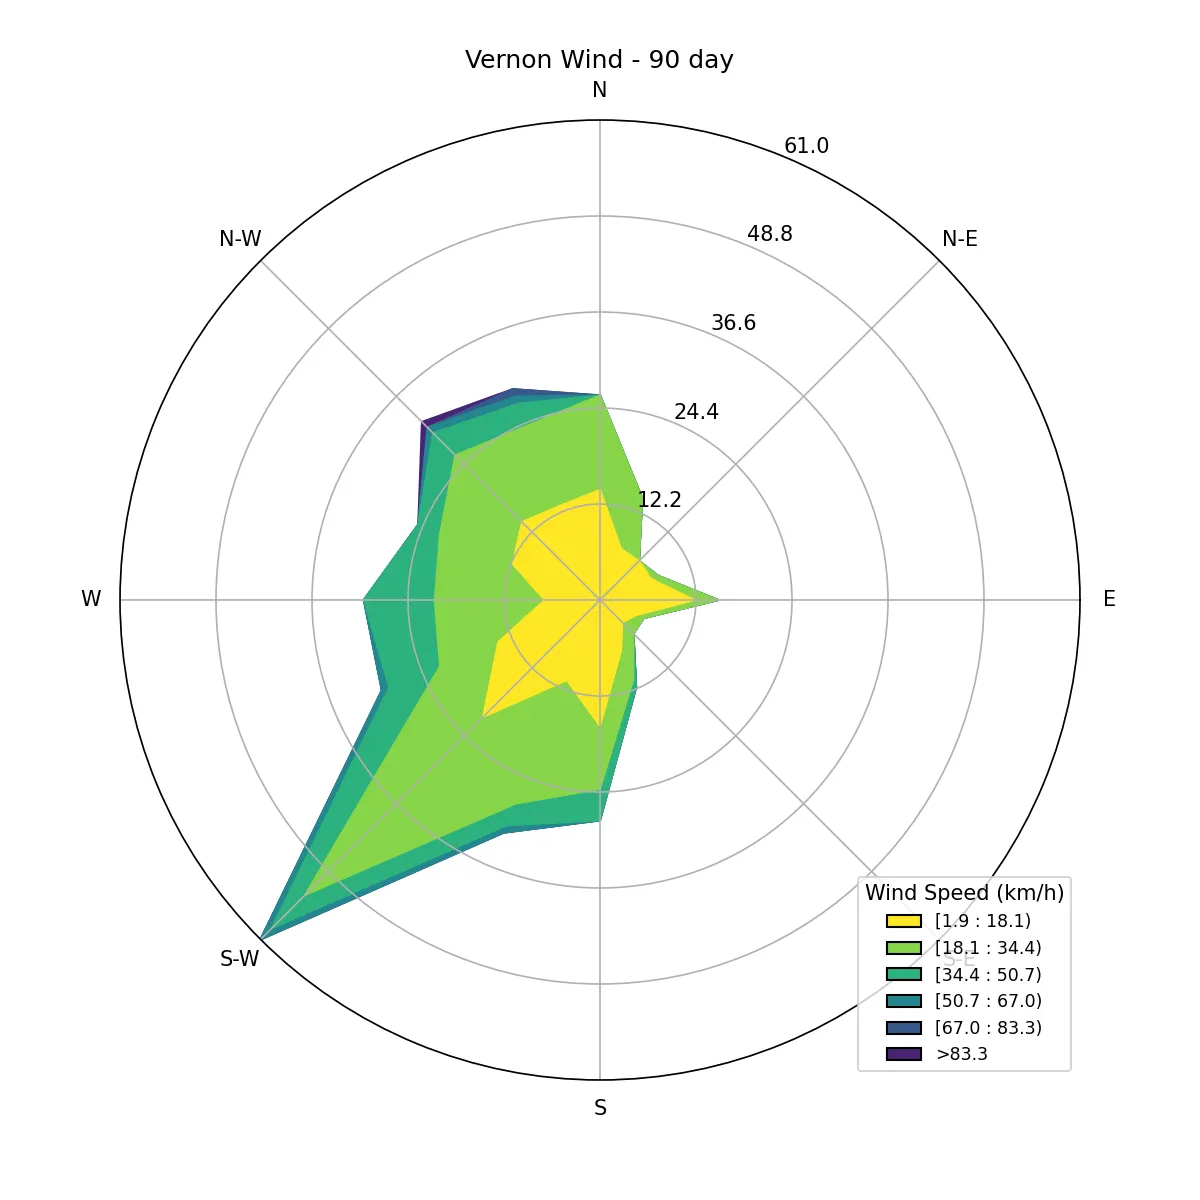 Vernon Wind - 90 day
N
61.0
N-W
48.8
N-E
36.6
24.4
12.2
W
E
S-W
S-E
Wind Speed (km/h)
[1.9 : 18.1)
[18.1 : 34.4)
[34.4 : 50.7)
[50.7 : 67.0)
[67.0 : 83.3)
>83.3
S